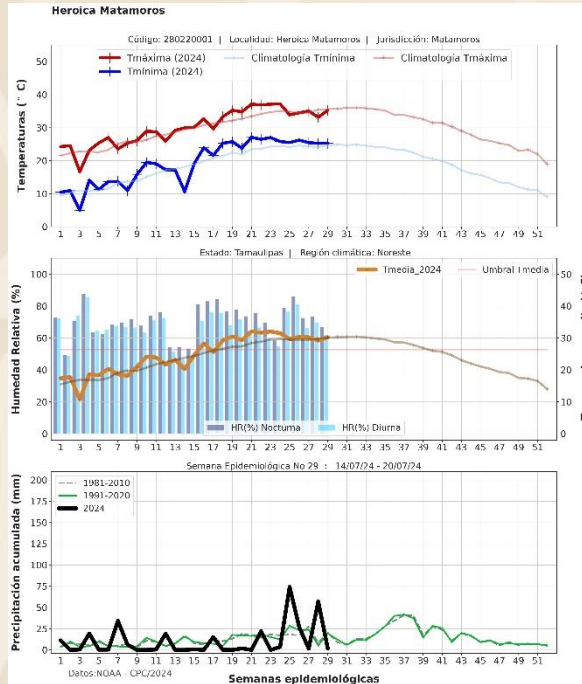 Heroica Matamoros
Código: 280220001 | Localidad: Heroica Matamoros | Jurisdicción: Matamoros
Tmáxima (2024)
Climatología Tmínima
Climatología Tmáxima
Tmínima (2024)
Temperaturas (° C)
50
40
30
20
10
0
1 3 5 7 9 11 13 15 17 19 21 23 25 27 29 31 33 35 37 39 41 43 45 47 49 51
Estado: Tamaulipas | Región climática: Noreste
Tmedia_2024
Umbral Tmedia
Humedad Relativa (%)
100
80
60
40
20
0
50
40
30
20
10
0
HR(%) Nocturna
HR(%) Diurna
1 3 5 7 9 11 13 15 17 19 21 23 25 27 29 31 33 35 37 39 41 43 45 47 49 51
Semana Epidemiológica No 29 : 14/07/24 - 20/07/24
1981-2010
1991-2020
2024
Precipitación acumulada (mm)
200
175
150
125
100
75
50
25
0
1 3 5 7 9 11 13 15 17 19 21 23 25 27 29 31 33 35 37 39 41 43 45 47 49 51
Datos:NOAA - CPC/2024
Semanas epidemiológicas